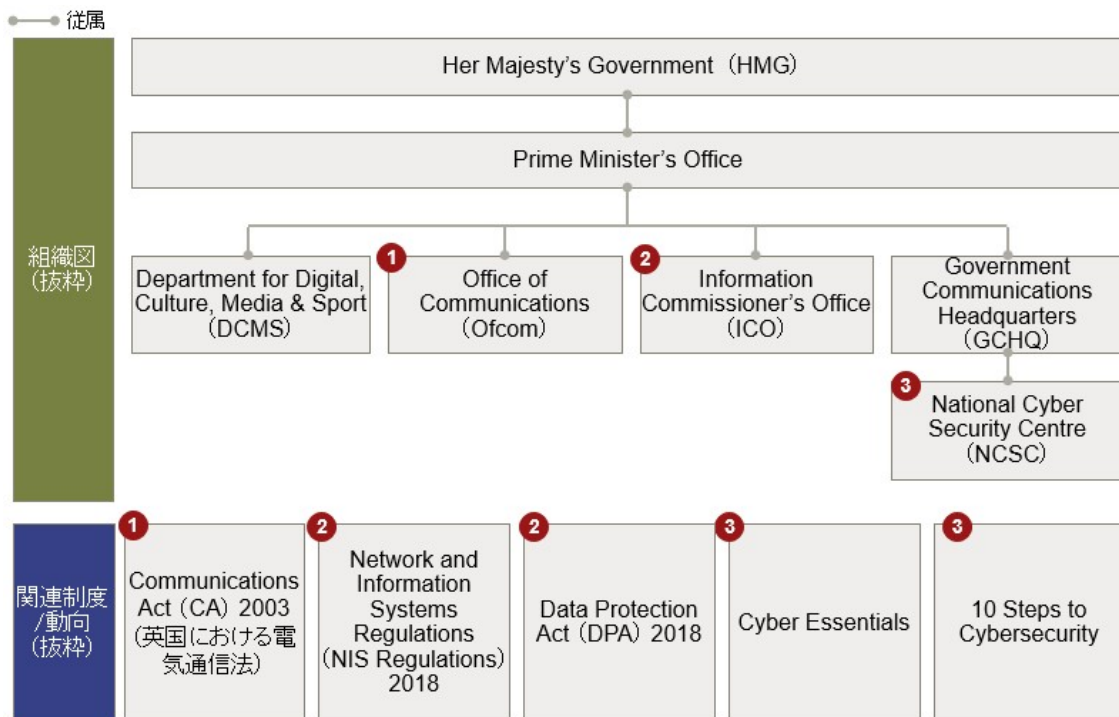 従属
組織図
(抜粋)
Her Majesty's Government （HMG）
Prime Minister's Office
Department for Digital,
Culture, Media & Sport
（DCMS）
1
Office of
Communications
（Ofcom）
2
Information
Commissioner's Office
（ICO）
Government
Communications
Headquarters
（GCHQ）
3
National Cyber
Security Centre
（NCSC）
関連制度
/動向
(抜粋)
1
Communications
Act （CA） 2003
（英国における電
気通信法）
2
Network and
Information
Systems
Regulations
（NIS Regulations）
2018
2
Data Protection
Act （DPA） 2018
3
Cyber Essentials
3
10 Steps to
Cybersecurity